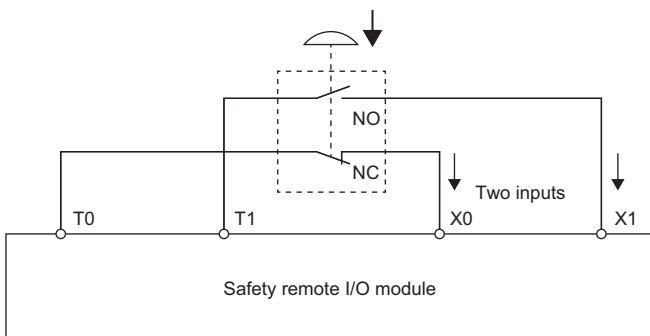 NO
NC
Two inputs
T0
T1
X0
X1
Safety remote I/O module